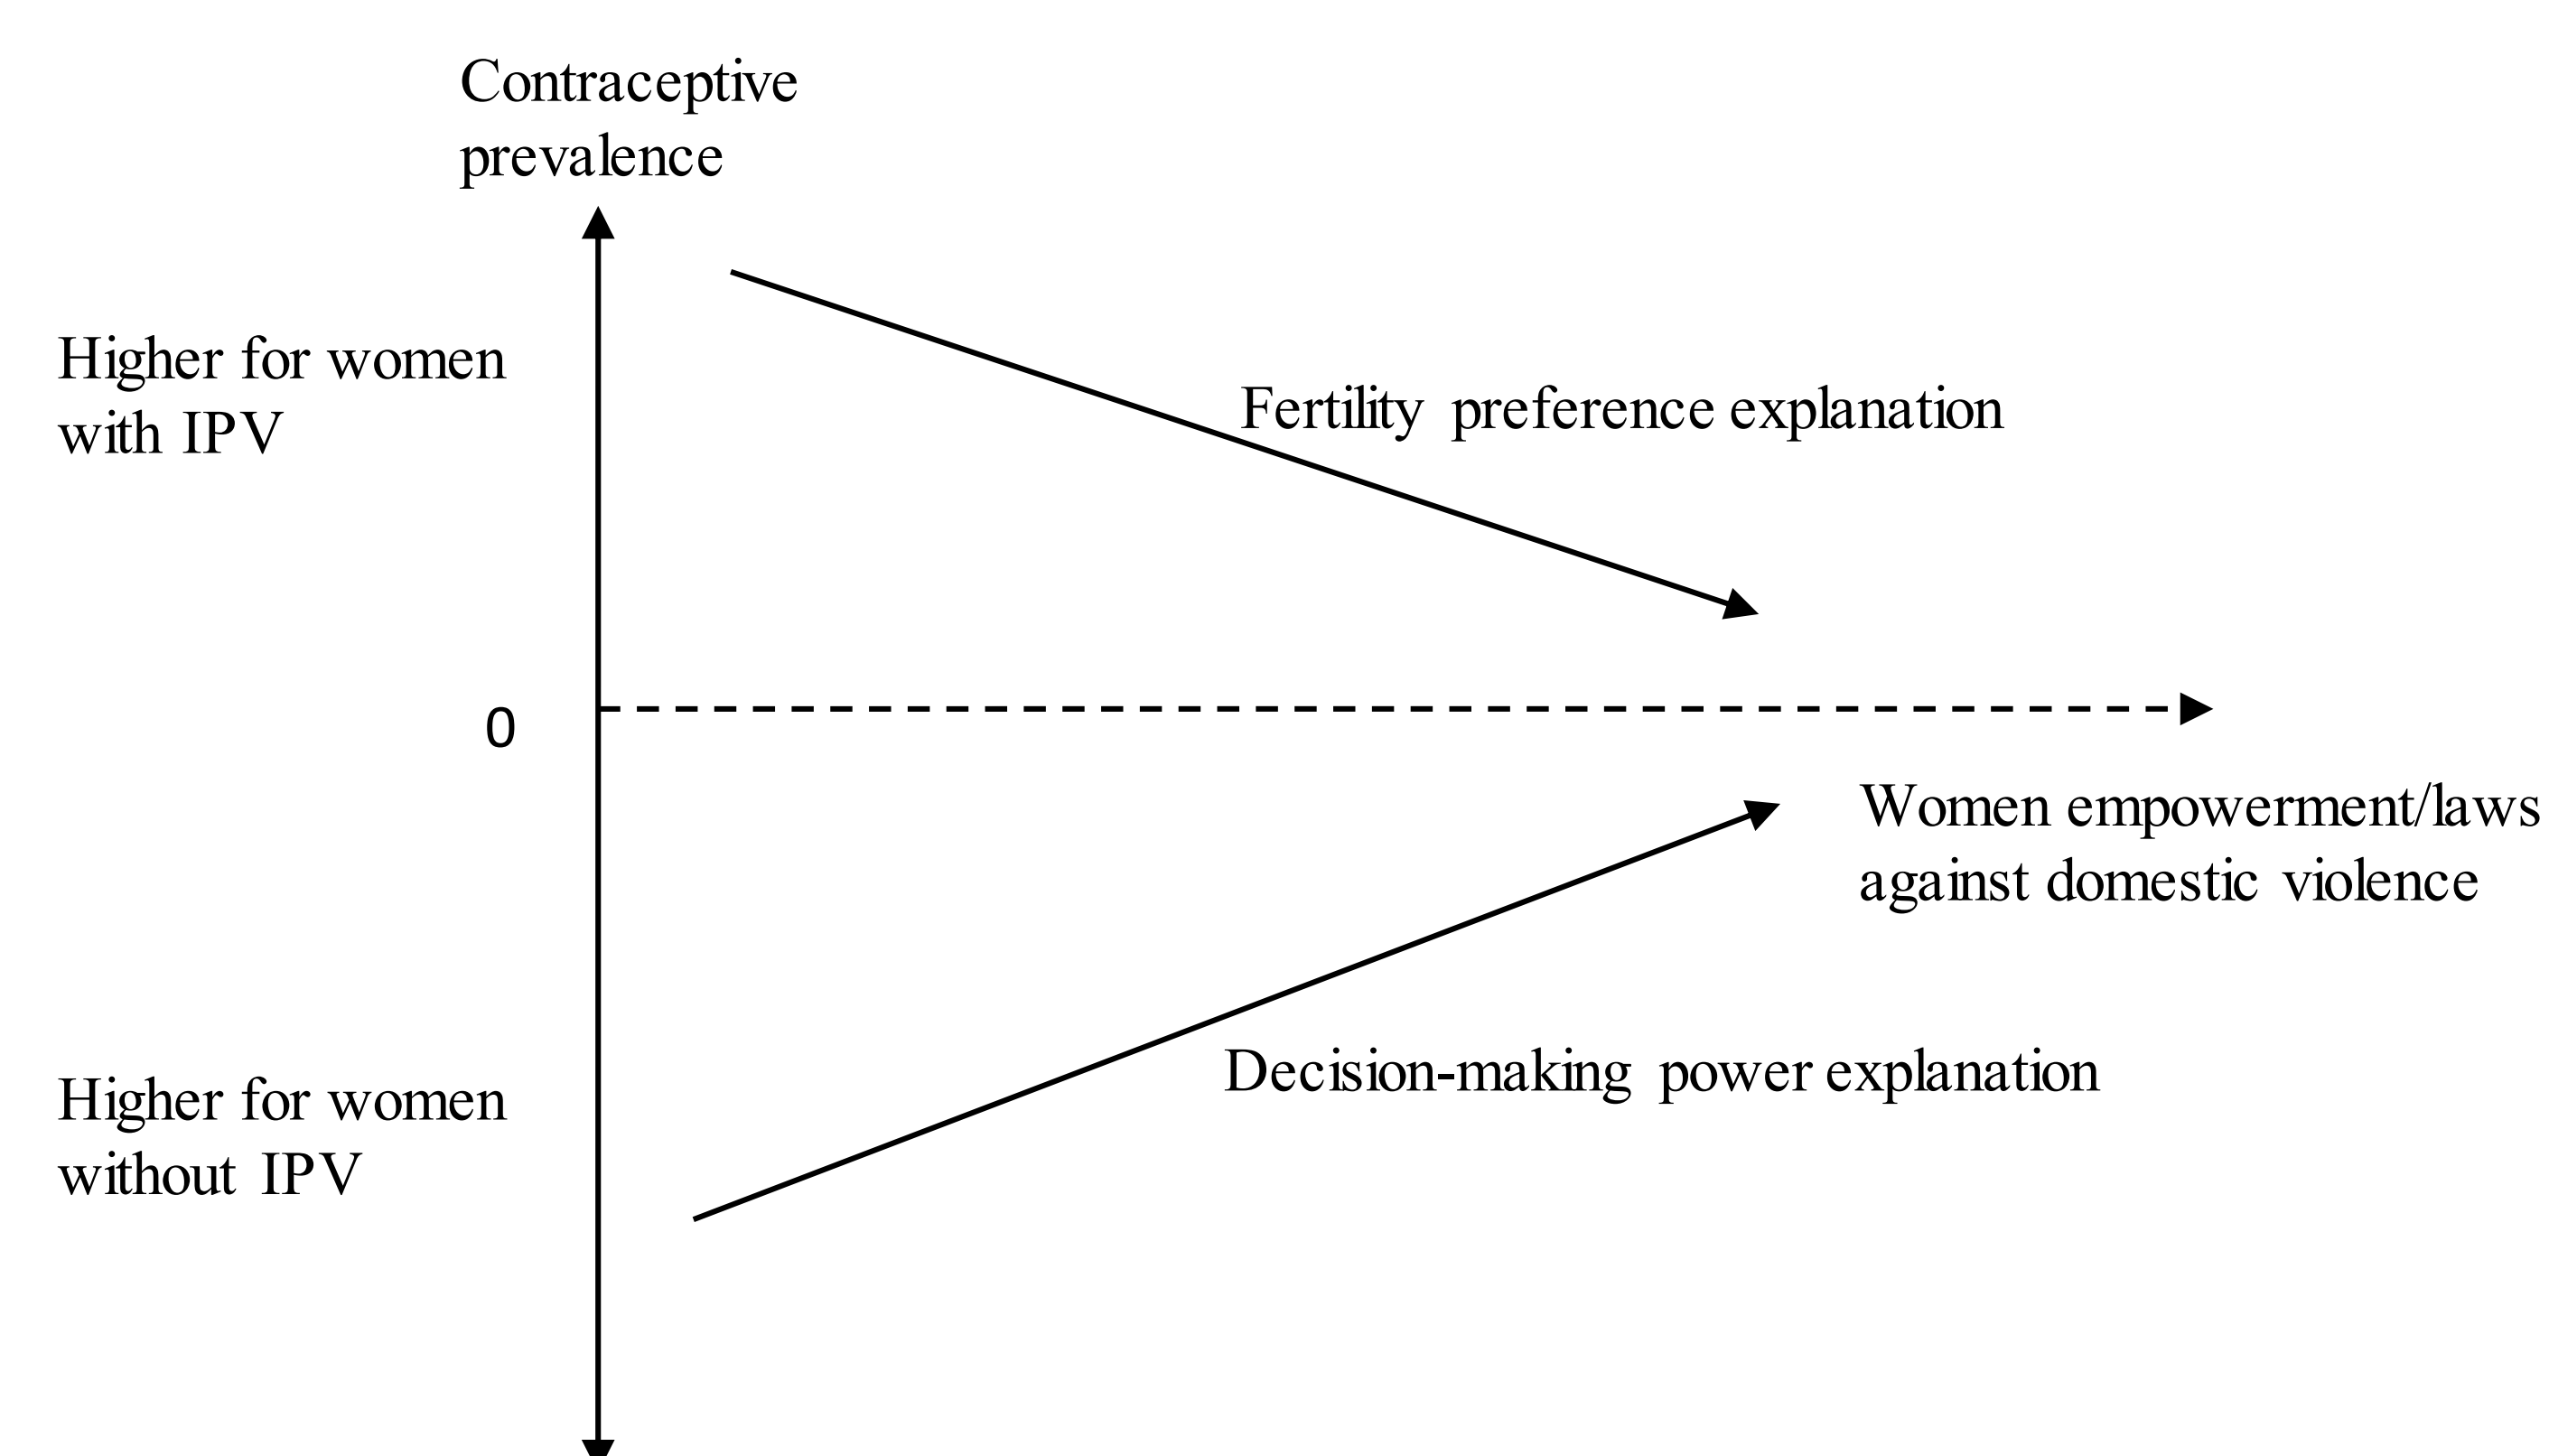 Contraceptive
prevalence
Higher for women
with IPV
Fertility preference explanation
0
Women empowerment/laws
against domestic violence
Decision-making power explanation
Higher for women
without IPV